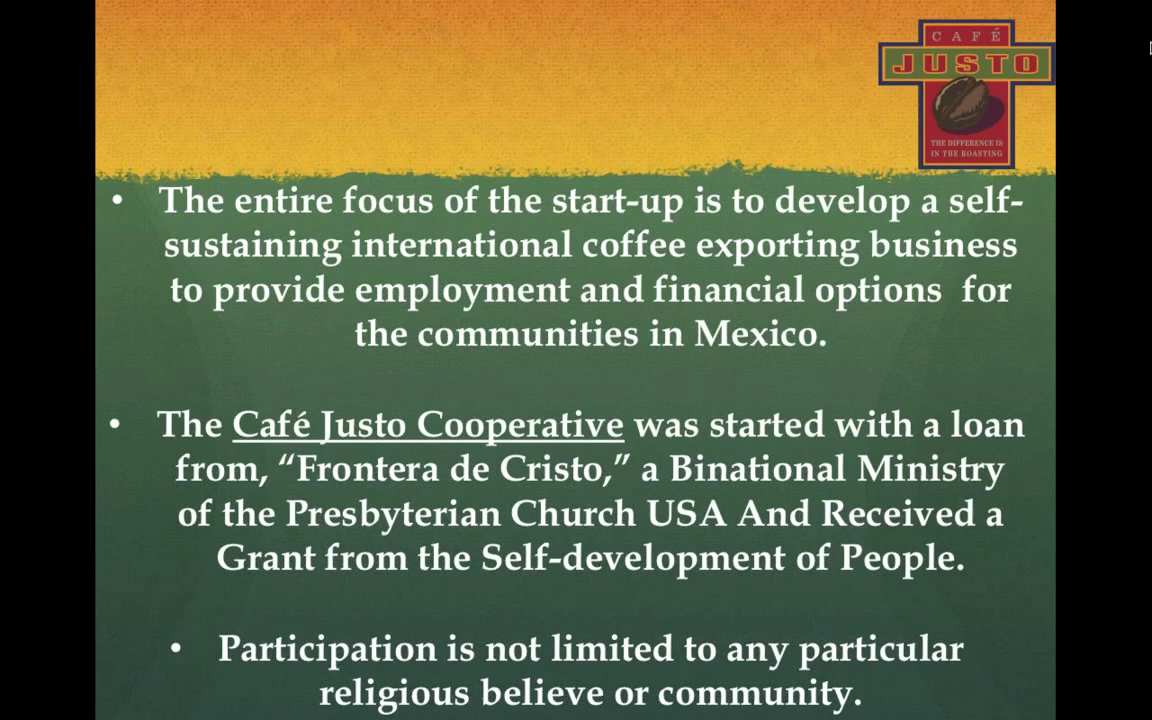 CAFÉ
JUSTO
THE DIFFERENCE IS
IN THE ROASTING
• The entire focus of the start-up is to develop a self-
sustaining international coffee exporting business
to provide employment and financial options  for
the communities in Mexico.
• The Café Justo Cooperative was started with a loan
from, “Frontera de Cristo,” a Binational Ministry
of the Presbyterian Church USA And Received a
Grant from the Self-development of People.
• Participation is not limited to any particular
religious believe or community.